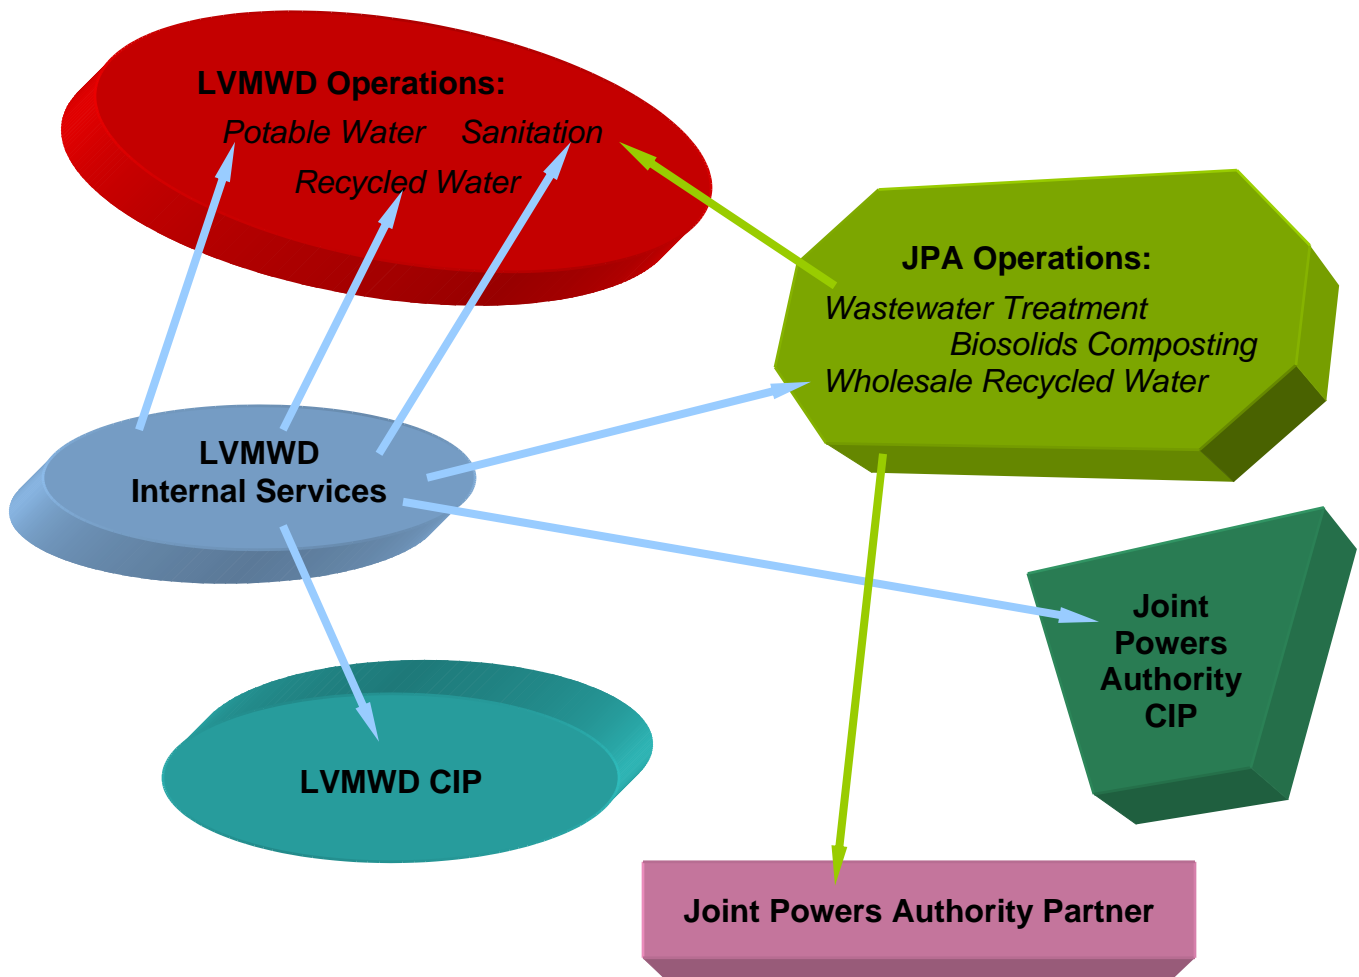 LVMWD Operations:
Potable Water Sanitation
Recycled Water
JPA Operations:
Wastewater Treatment
Biosolids Composting
Wholesale Recycled Water
LVMWD
Internal Services
Joint
Powers
Authority
CIP
LVMWD CIP
Joint Powers Authority Partner